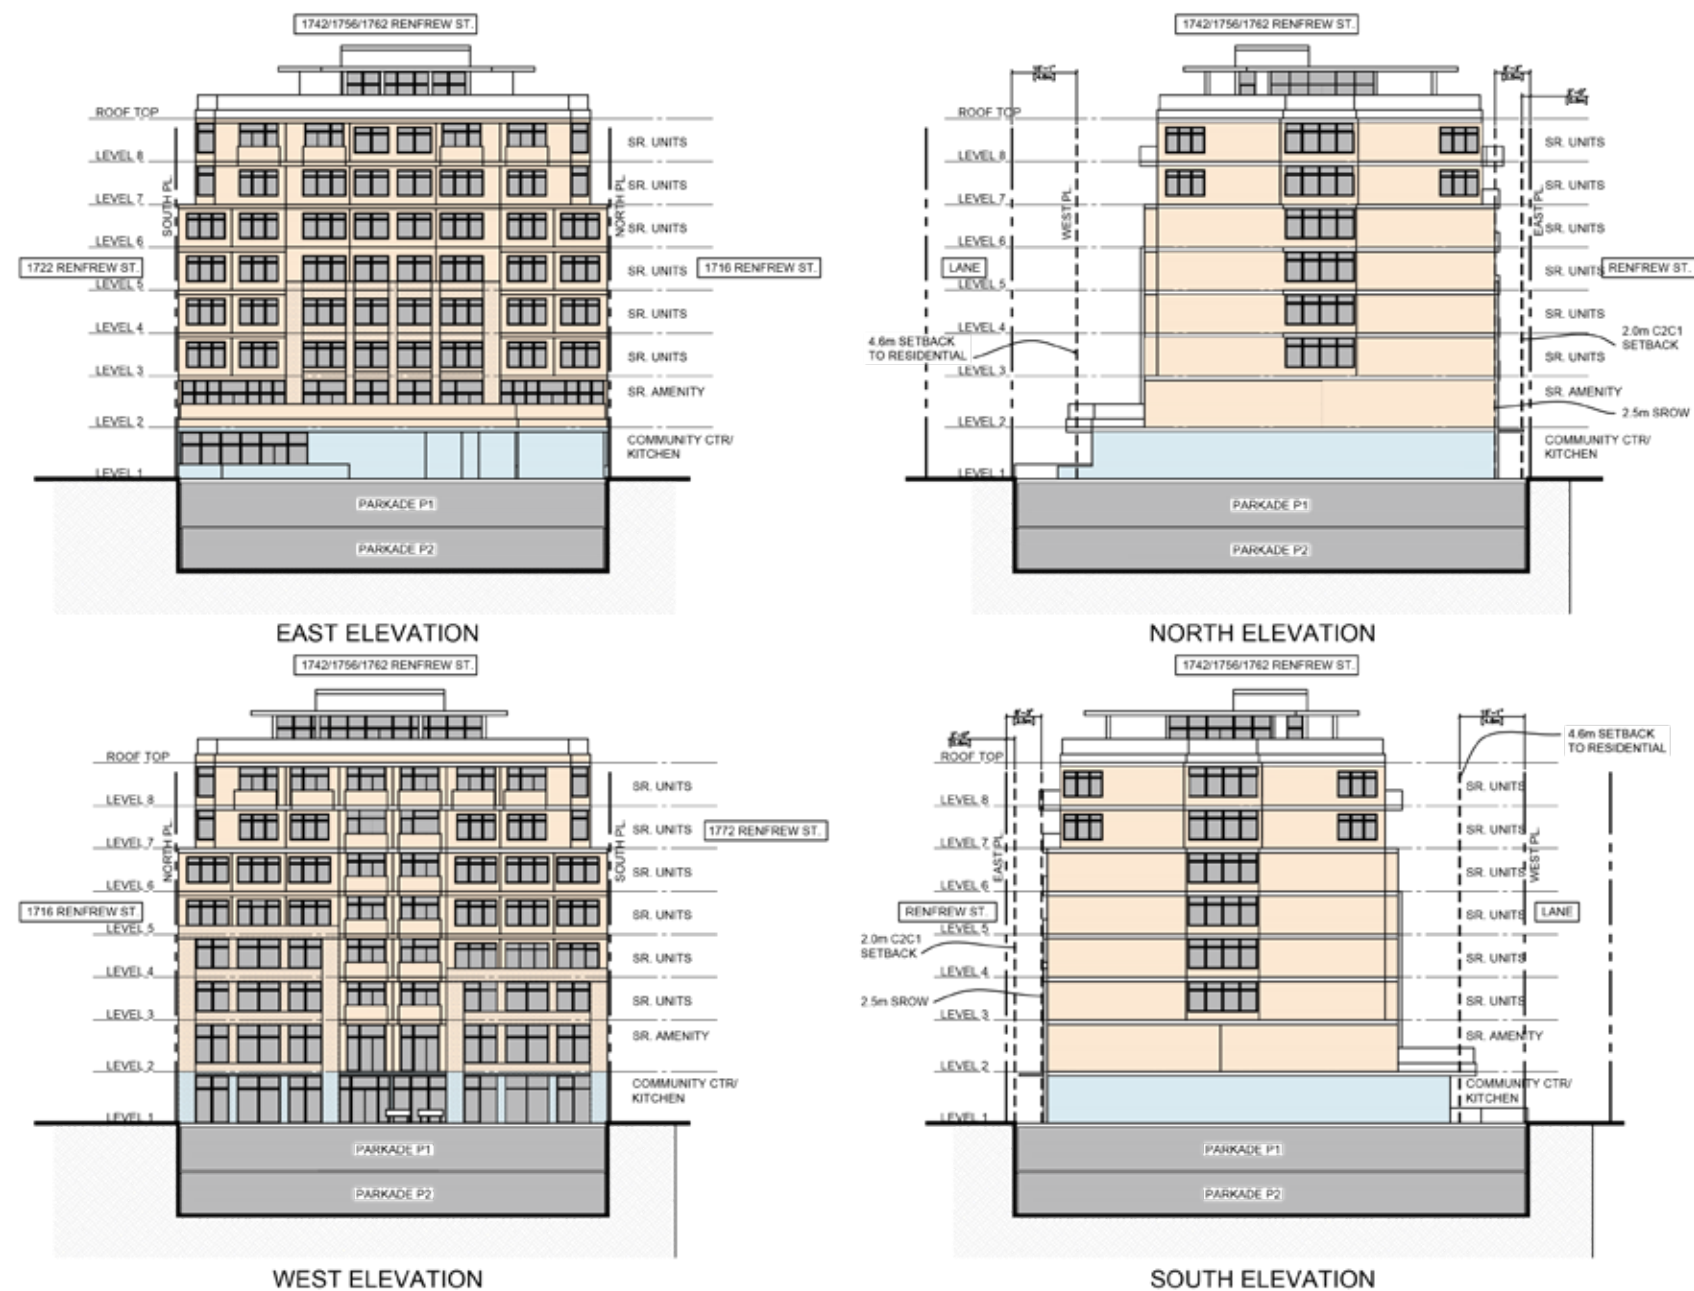 1742/1756/1762 RENFREW ST.
ROOF TOP
LEVEL 8
LEVEL 7
LEVEL 6
LEVEL 5
LEVEL 4
LEVEL 3
LEVEL 2
LEVEL 1
SOUTH PL.
NORTH PL.
1722 RENFREW ST.
1716 RENFREW ST.
SR. UNITS
SR. UNITS
SR. UNITS
SR. UNITS
SR. UNITS
SR. UNITS
SR. AMENITY
COMMUNITY CTR/
KITCHEN
PARKADE P1
PARKADE P2
EAST ELEVATION
1742/1756/1762 RENFREW ST.
ROOF TOP
LEVEL 8
LEVEL 7
LEVEL 6
LEVEL 5
LEVEL 4
LEVEL 3
LEVEL 2
LEVEL 1
WEST PL.
EAST PL.
LANE
RENFREW ST.
4.6m SETBACK
TO RESIDENTIAL
SR. UNITS
SR. UNITS
SR. UNITS
SR. UNITS
SR. UNITS
SR. UNITS
SR. AMENITY
COMMUNITY CTR/
KITCHEN
2.0m C2C1
SETBACK
2.5m SROW
PARKADE P1
PARKADE P2
NORTH ELEVATION
1742/1756/1762 RENFREW ST.
ROOF TOP
LEVEL 8
LEVEL 7
LEVEL 6
LEVEL 5
LEVEL 4
LEVEL 3
LEVEL 2
LEVEL 1
NORTH PL.
SOUTH PL.
1716 RENFREW ST.
1772 RENFREW ST.
SR. UNITS
SR. UNITS
SR. UNITS
SR. UNITS
SR. UNITS
SR. UNITS
SR. AMENITY
COMMUNITY CTR/
KITCHEN
PARKADE P1
PARKADE P2
WEST ELEVATION
1742/1756/1762 RENFREW ST.
ROOF TOP
LEVEL 8
LEVEL 7
LEVEL 6
LEVEL 5
LEVEL 4
LEVEL 3
LEVEL 2
LEVEL 1
EAST PL.
WEST PL.
RENFREW ST.
LANE
2.0m C2C1
SETBACK
2.5m SROW
4.6m SETBACK
TO RESIDENTIAL
SR. UNITS
SR. UNITS
SR. UNITS
SR. UNITS
SR. UNITS
SR. UNITS
SR. AMENITY
COMMUNITY CTR/
KITCHEN
PARKADE P1
PARKADE P2
SOUTH ELEVATION